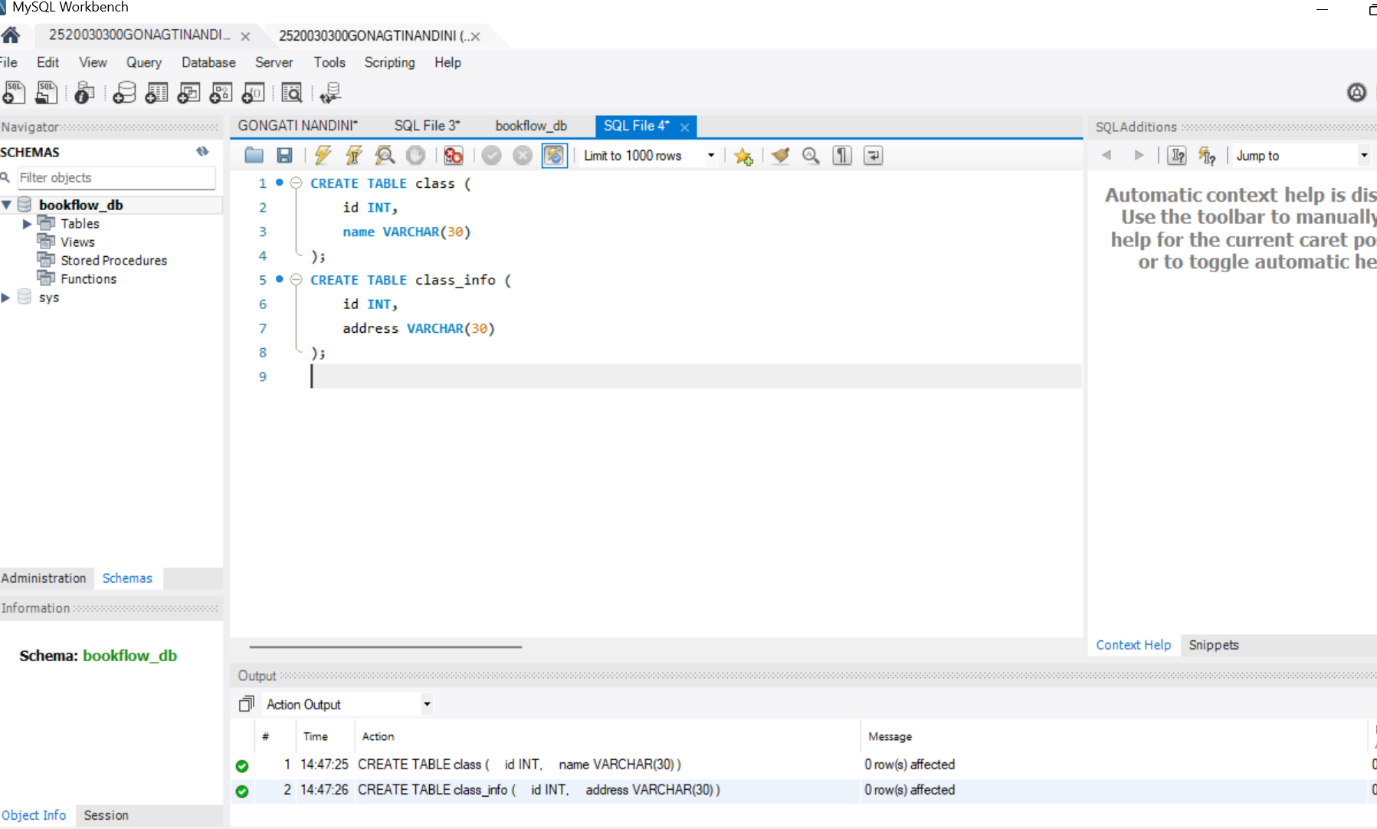 MySQL Workbench
2520030300GONAGTINANDI... × 2520030300GONAGTINANDINI (..×
File Edit View Query Database Server Tools Scripting Help
Navigator
SCHEMAS
Filter objects
bookflow_db
Tables
Views
Stored Procedures
Functions
sys
Administration Schemas
Information
Schema: bookflow_db
Object Info Session
GONGATI NANDINI* SQL File 3* bookflow_db SQL File 4* ×
Limit to 1000 rows
1 CREATE TABLE class (
2 id INT,
3 name VARCHAR(30)
4 );
5 CREATE TABLE class_info (
6 id INT,
7 address VARCHAR(30)
8 );
9
SQLAdditions
Jump to
Automatic context help is dis
Use the toolbar to manually
help for the current caret po
or to toggle automatic he
Context Help Snippets
Output
Action Output
# Time Action Message
1 14:47:25 CREATE TABLE class ( id INT, name VARCHAR(30) ) 0 row(s) affected
2 14:47:26 CREATE TABLE class_info ( id INT, address VARCHAR(30) ) 0 row(s) affected